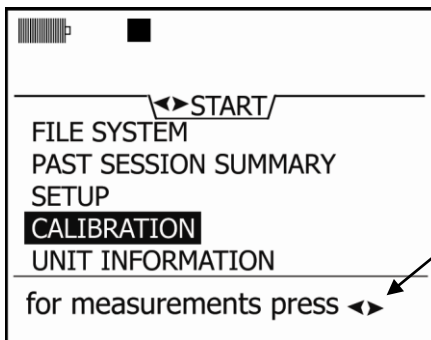 ◄►START
FILE SYSTEM
PAST SESSION SUMMARY
SETUP
CALIBRATION
UNIT INFORMATION
for measurements press ◄►